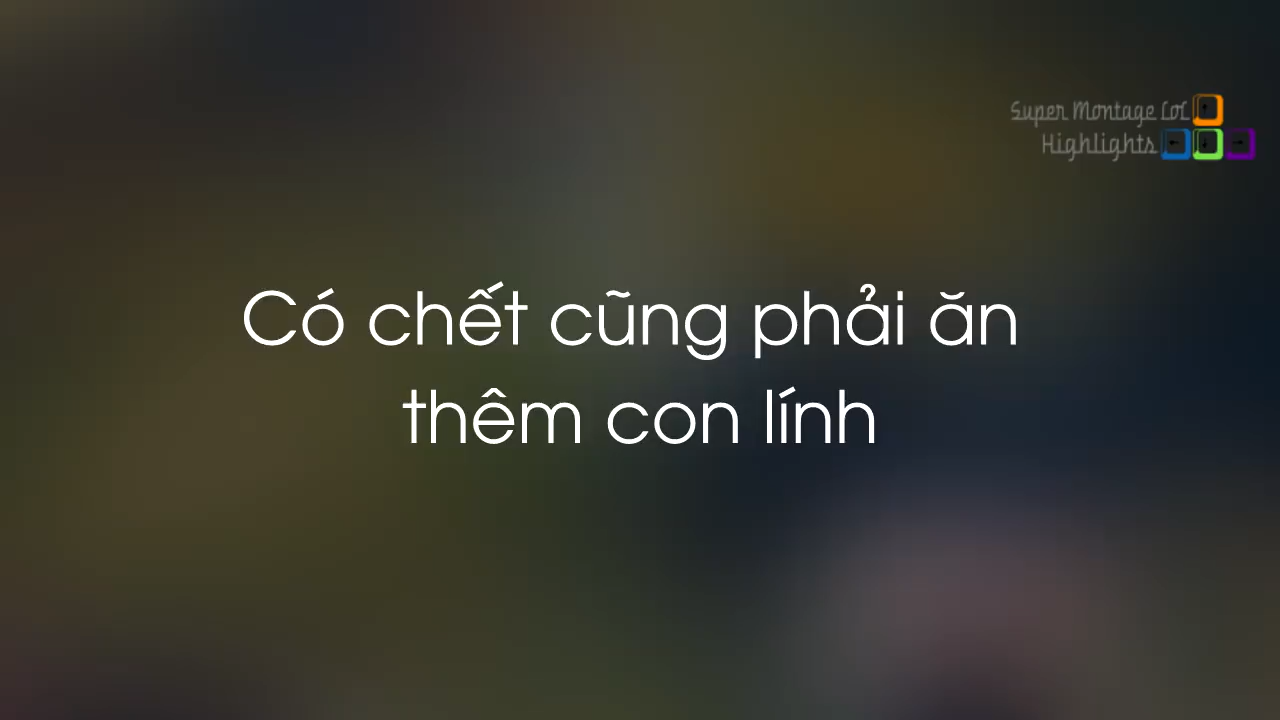 Super Montage LoL
Highlights
Có chết cũng phải ăn
thêm con lính